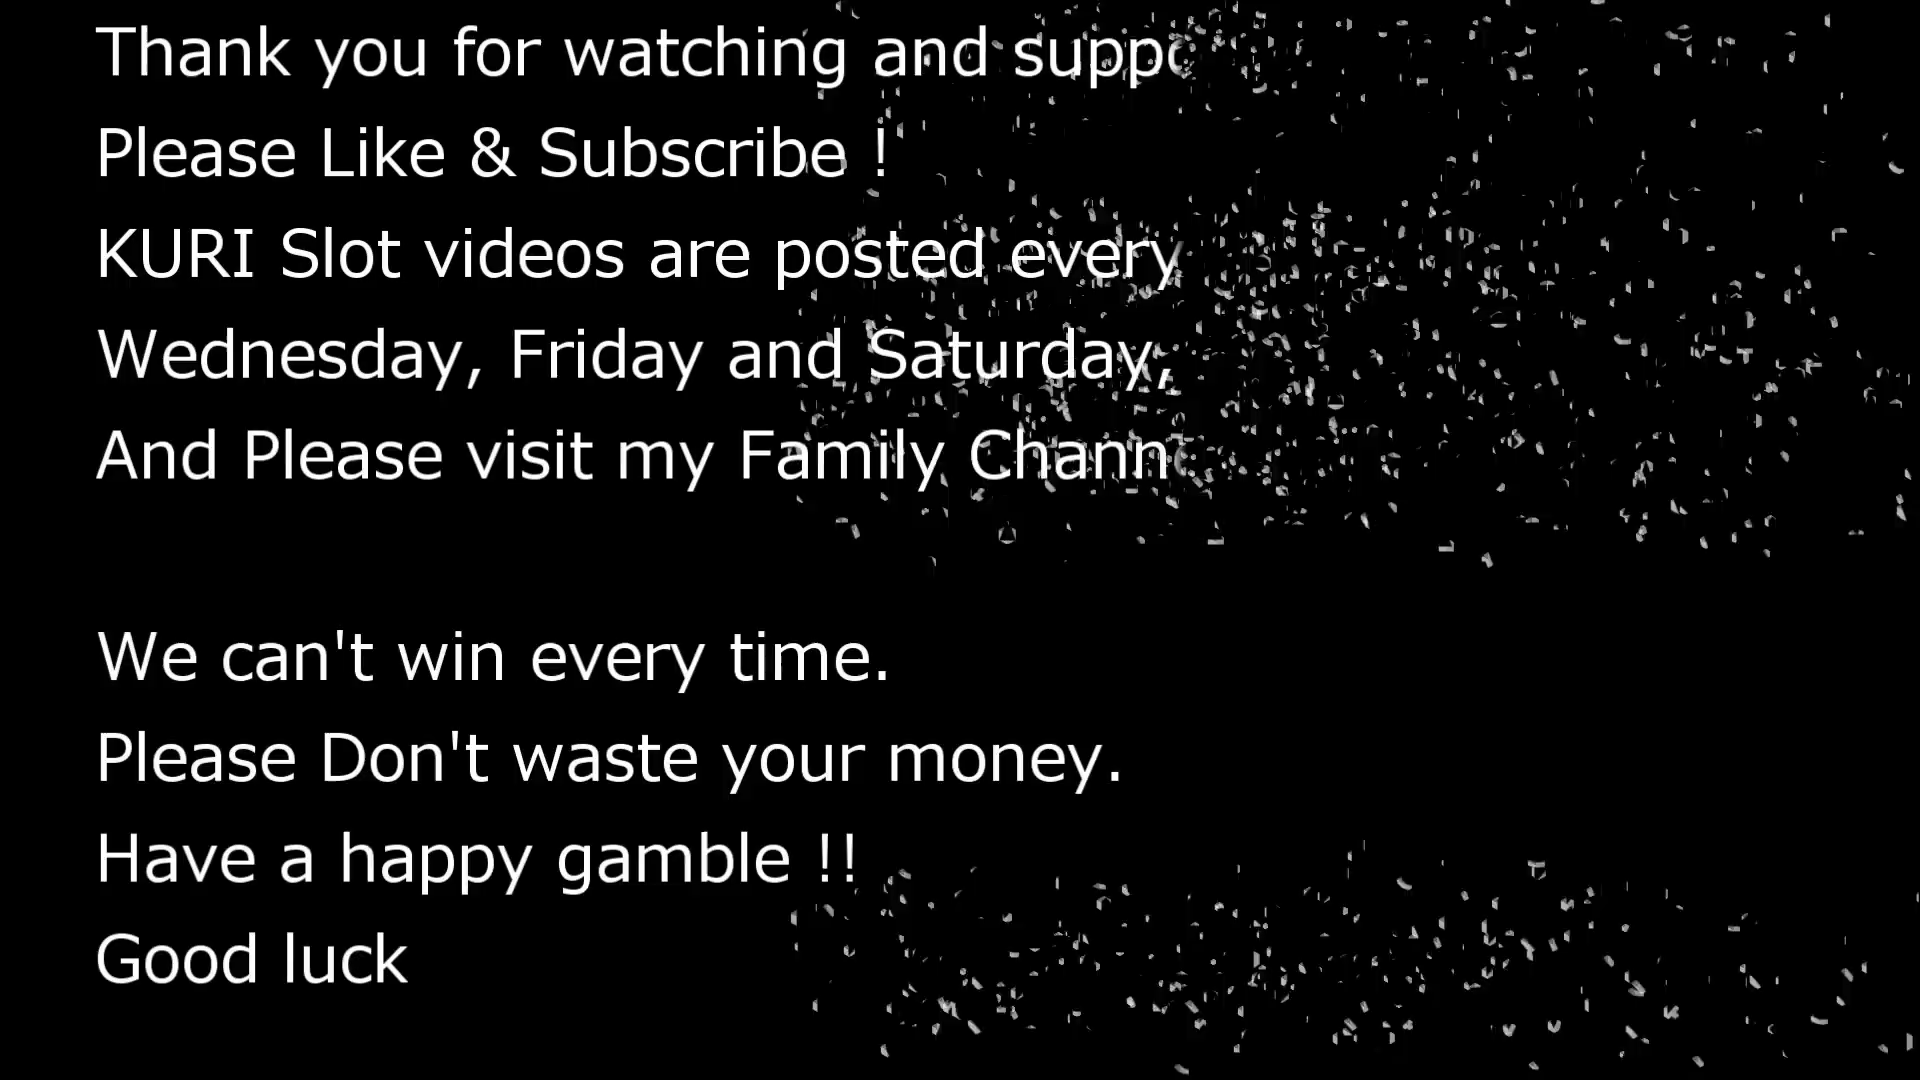 Thank you for watching and suppo
Please Like & Subscribe !
KURI Slot videos are posted every
Wednesday, Friday and Saturday,
And Please visit my Family Chann
We can't win every time.
Please Don't waste your money.
Have a happy gamble !!
Good luck